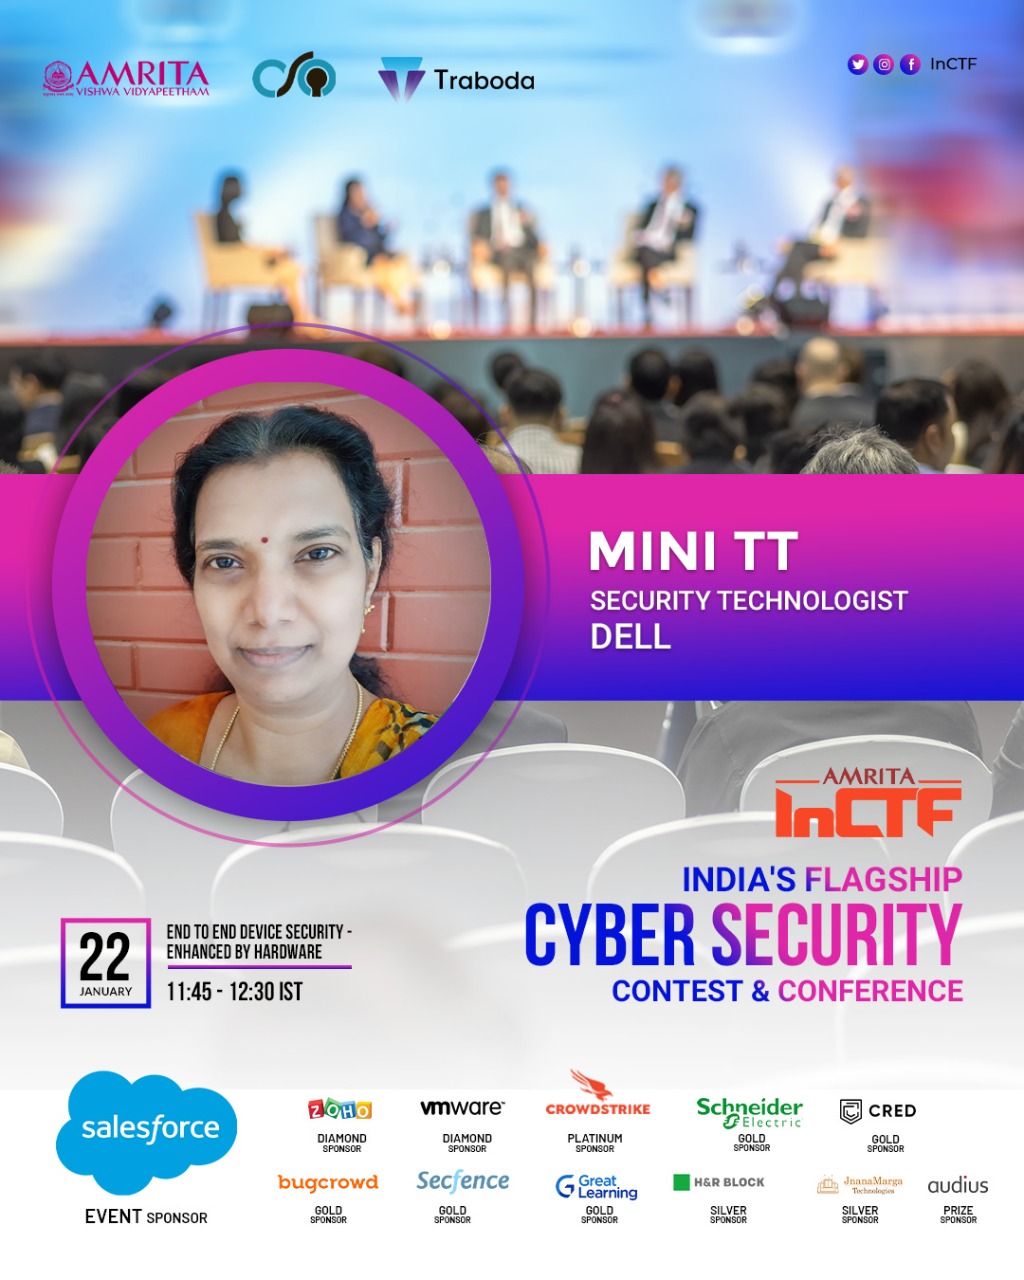 AMRITA
VISHWA VIDYAPEETHAM
Traboda
InCTF
MINI TT
SECURITY TECHNOLOGIST
DELL
AMRITA
InCTF
INDIA'S FLAGSHIP
CYBER SECURITY
CONTEST & CONFERENCE
22
JANUARY
END TO END DEVICE SECURITY -
ENHANCED BY HARDWARE
11:45 - 12:30 IST
salesforce
EVENT SPONSOR
ZOHO
DIAMOND
SPONSOR
vmware
DIAMOND
SPONSOR
CROWDSTRIKE
PLATINUM
SPONSOR
Schneider
Electric
GOLD
SPONSOR
CRED
GOLD
SPONSOR
bugcrowd
GOLD
SPONSOR
Secfence
GOLD
SPONSOR
Great
Learning
GOLD
SPONSOR
H&R BLOCK
SILVER
SPONSOR
JnanaMarga
Technologies
SILVER
SPONSOR
audius
PRIZE
SPONSOR